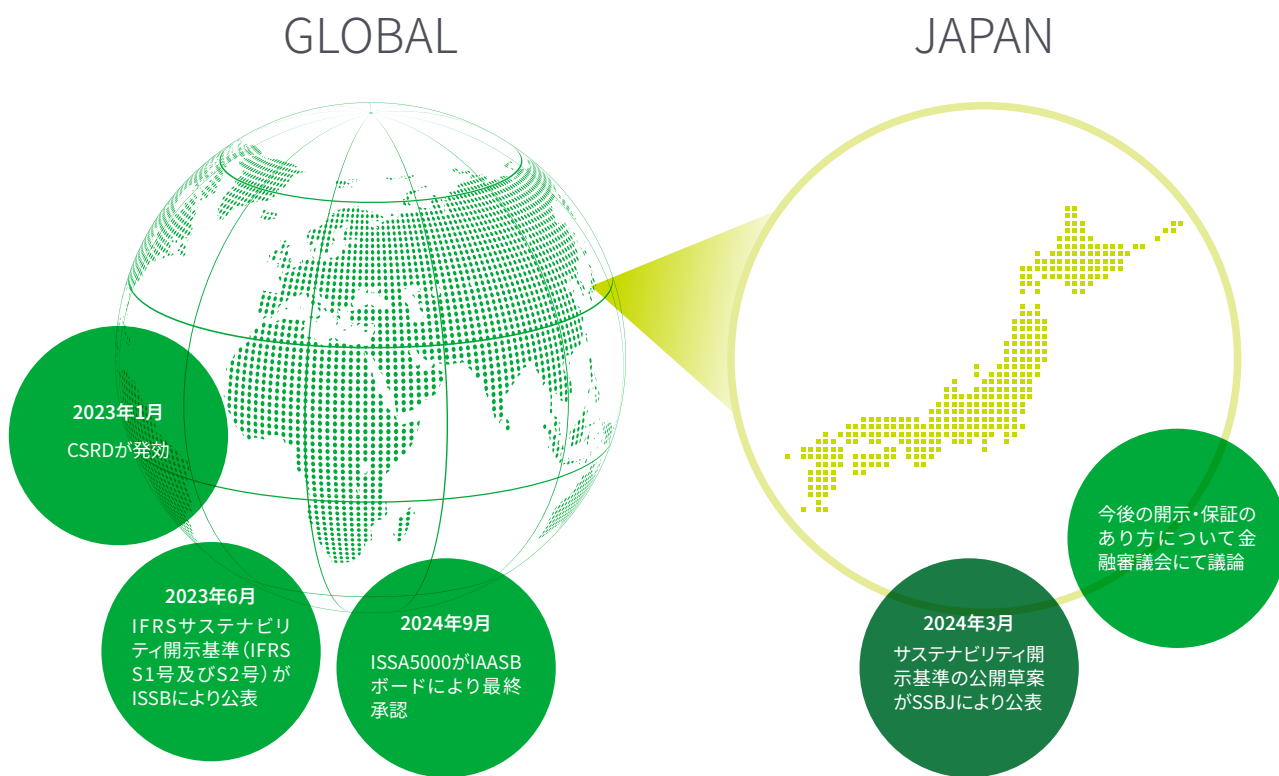 GLOBAL
JAPAN
2023年1月
CSRDが発効
2023年6月
IFRSサステナビリ
ティ開示基準（IFRS
S1号及びS2号）が
ISSBにより公表
2024年9月
ISSA5000がIAASB
ボードにより最終
承認
2024年3月
サステナビリティ開
示基準の公開草案
がSSBJにより公表
今後の開示・保証の
あり方について金
融審議会にて議論